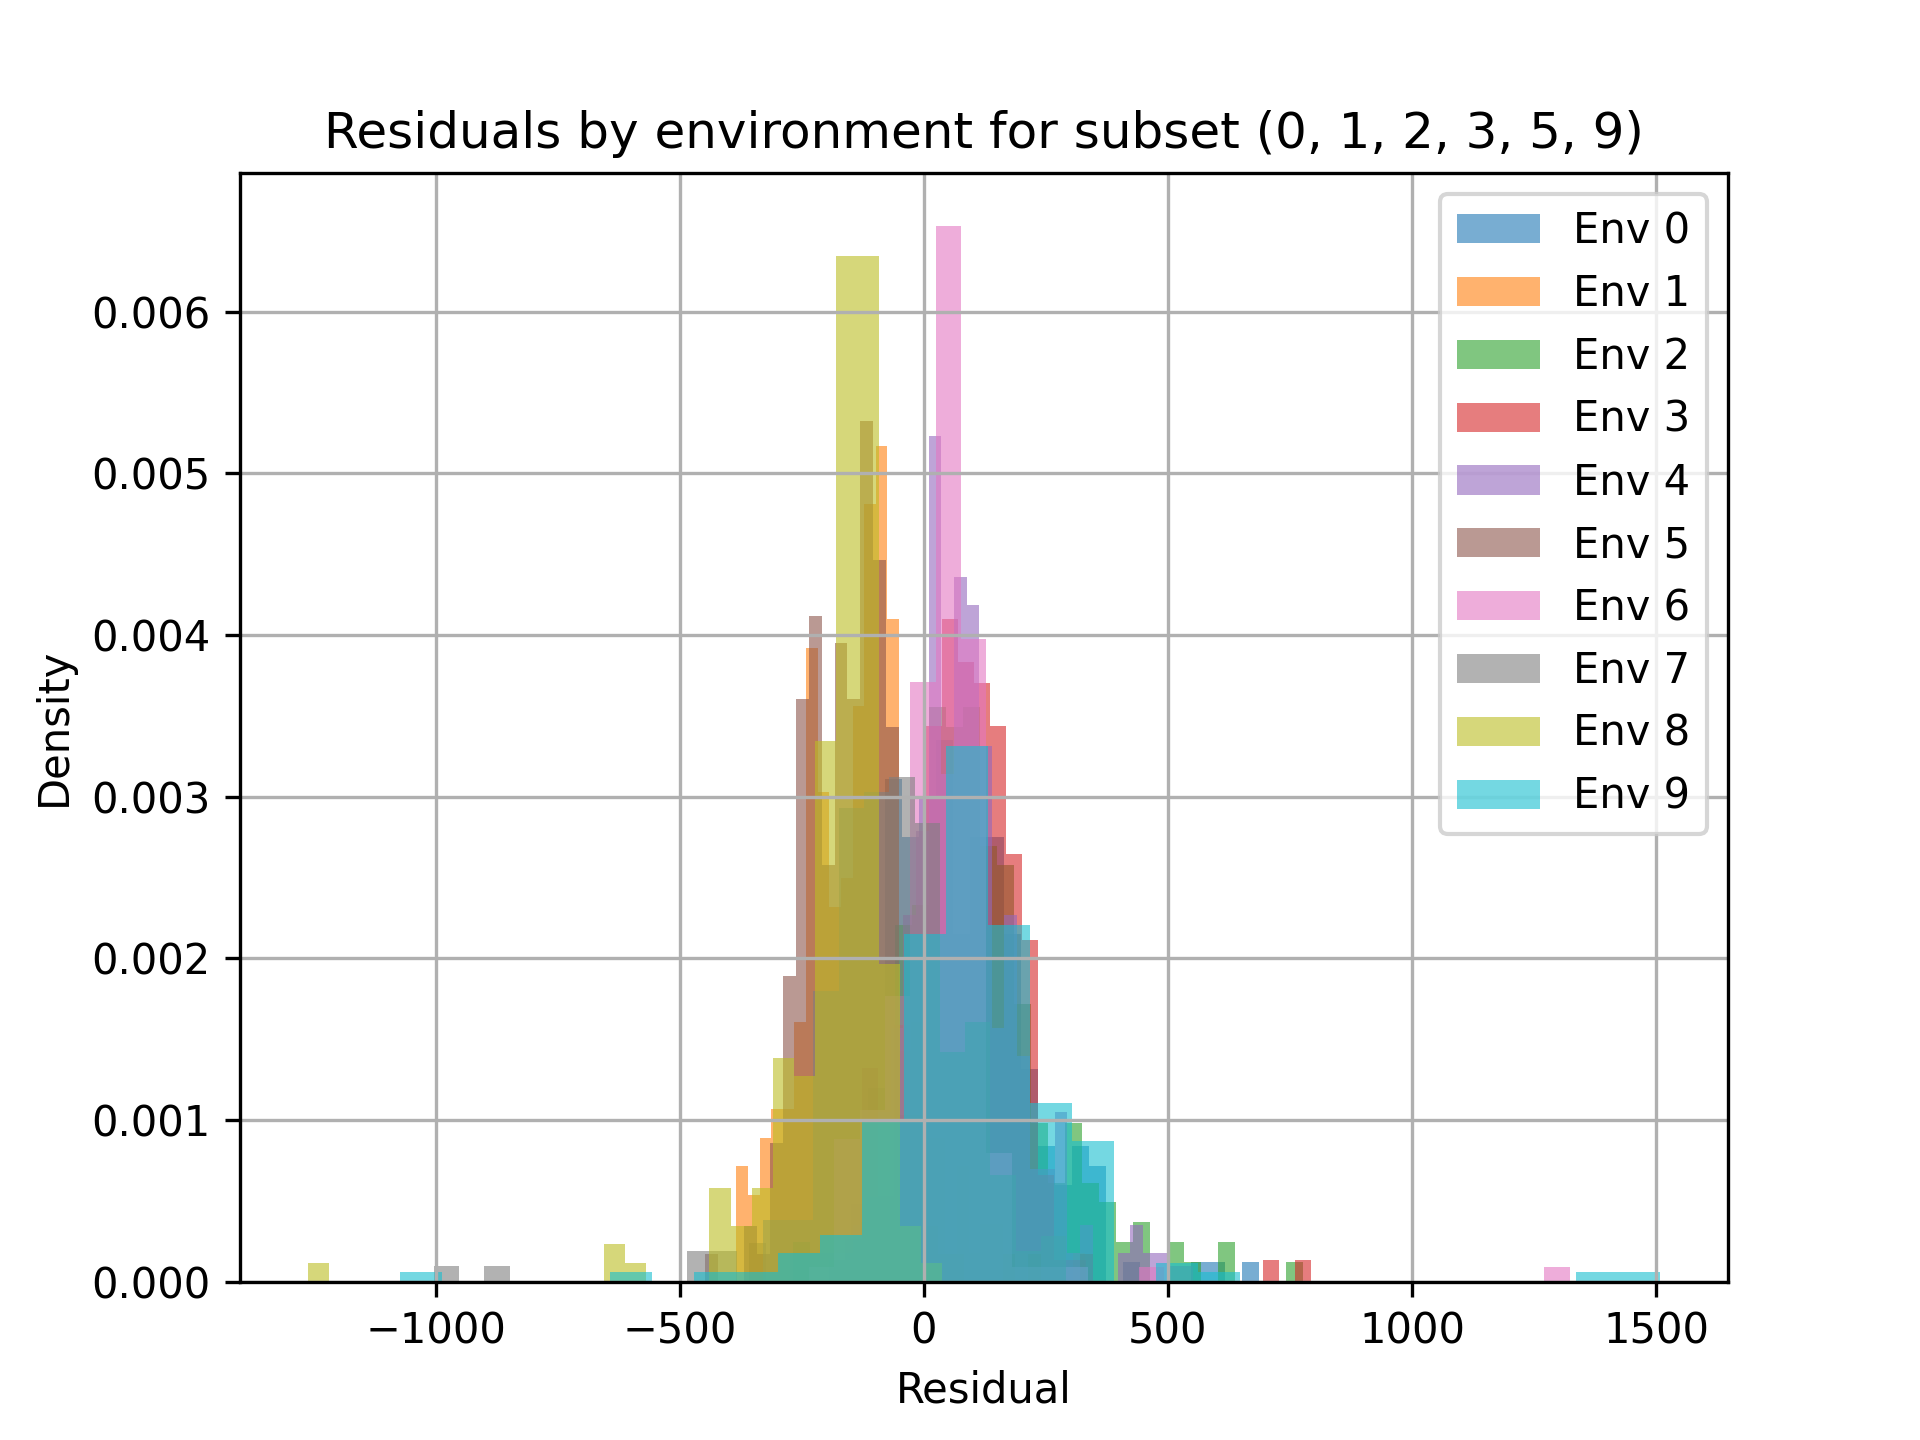 Residuals by environment for subset (0, 1, 2, 3, 5, 9)
Env 0
Env 1
Env 2
Env 3
Env 4
Env 5
Env 6
Env 7
Env 8
Env 9
Density
0.006
0.005
0.004
0.003
0.002
0.001
0.000
−1000 −500 0 500 1000 1500
Residual